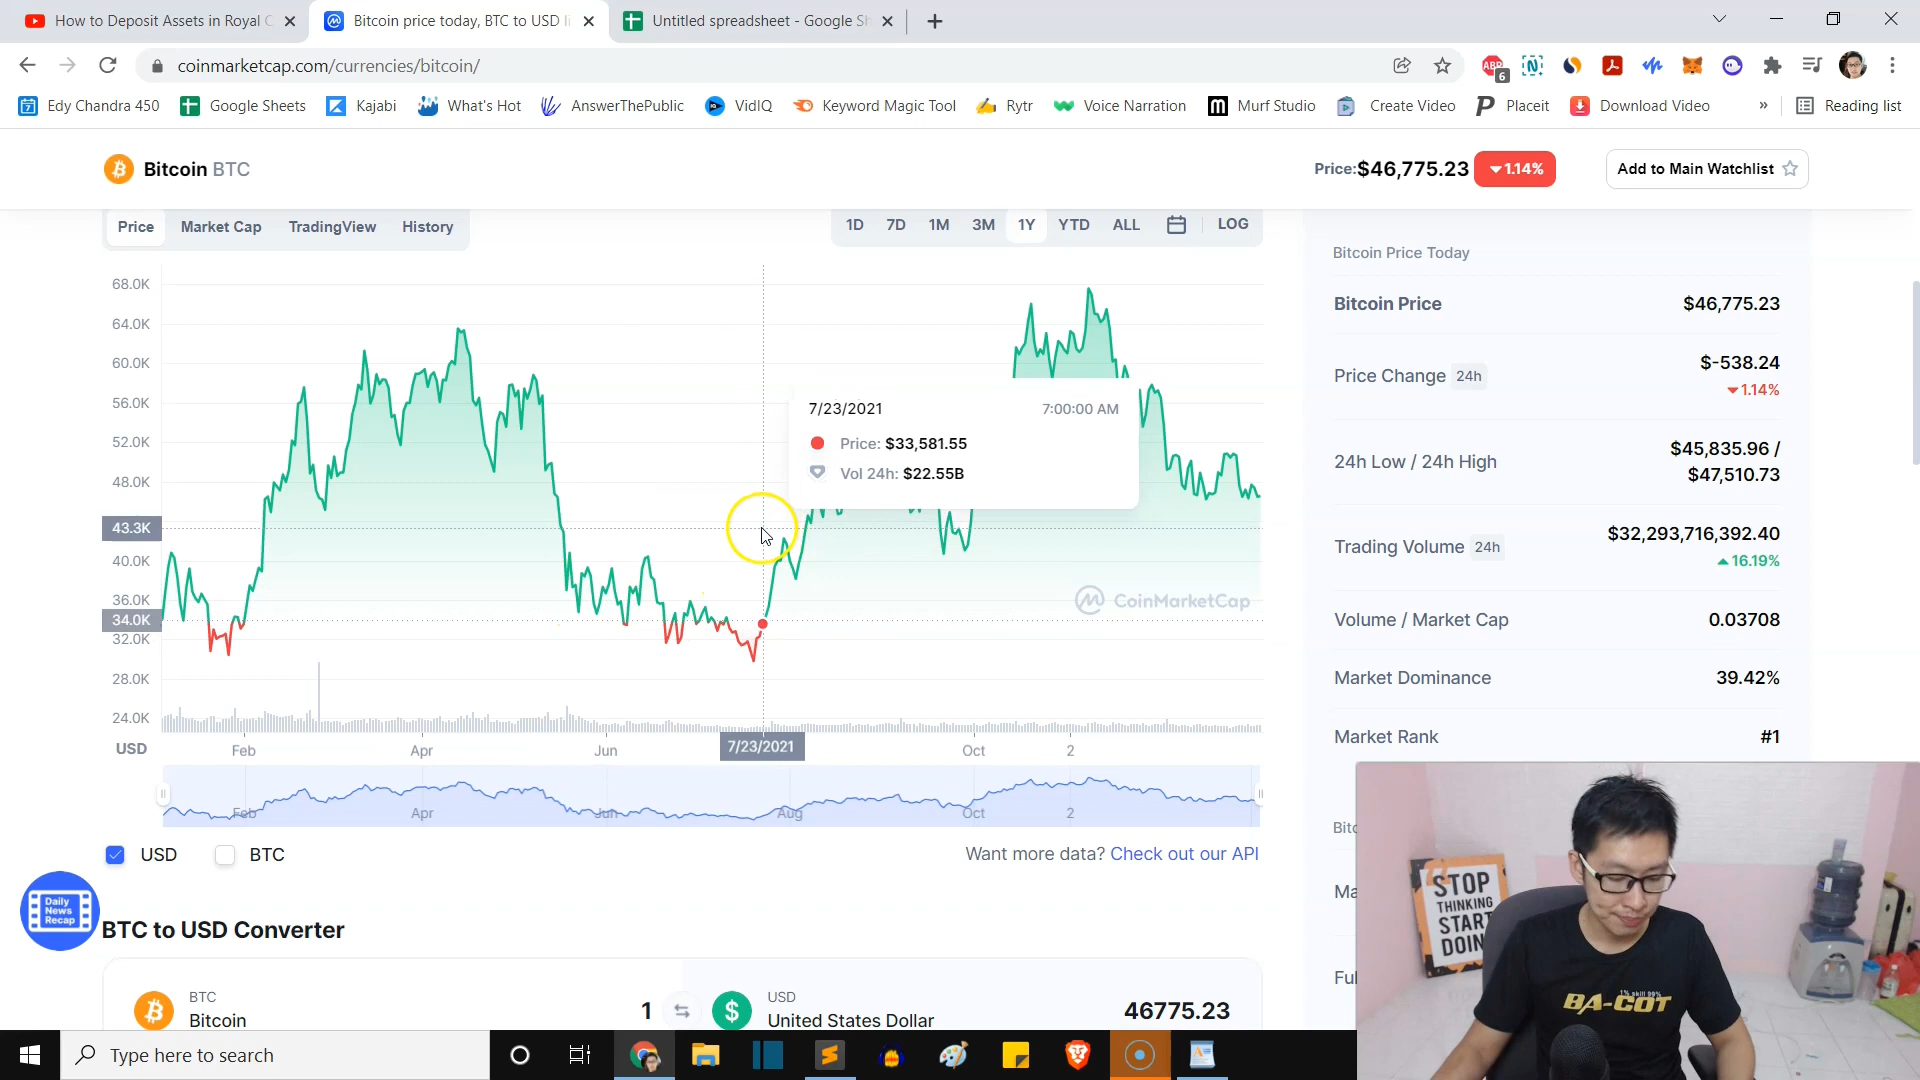 How to Deposit Assets in Royal C
Bitcoin price today, BTC to USD li
Untitled spreadsheet - Google Sh
coinmarketcap.com/currencies/bitcoin/
ABP
6
Edy Chandra 450
Google Sheets
Kajabi
What's Hot
AnswerThePublic
VidIQ
Keyword Magic Tool
Rytr
Voice Narration
Murf Studio
Create Video
Placeit
Download Video
»
Reading list
Bitcoin BTC
Price:$46,775.23
1.14%
Add to Main Watchlist
Price
Market Cap
TradingView
History
1D
7D
1M
3M
1Y
YTD
ALL
LOG
68.0K
64.0K
60.0K
56.0K
52.0K
48.0K
43.3K
40.0K
36.0K
34.0K
32.0K
28.0K
24.0K
7/23/2021
7:00:00 AM
Price: $33,581.55
Vol 24h: $22.55B
CoinMarketCap
USD
Feb
Apr
Jun
7/23/2021
Oct
2
Feb
Apr
Jun
Aug
Oct
2
USD
BTC
Want more data? Check out our API
Daily
News
Recap
BTC to USD Converter
BTC
Bitcoin
1
USD
United States Dollar
46775.23
Bitcoin Price Today
Bitcoin Price
$46,775.23
Price Change 24h
$-538.24
1.14%
24h Low / 24h High
$45,835.96 /
$47,510.73
Trading Volume 24h
$32,293,716,392.40
16.19%
Volume / Market Cap
0.03708
Market Dominance
39.42%
Market Rank
#1
Bitc
Ma
Ful
STOP
THINKING
START
DOIN
1% skill 99%
BA-COT
Type here to search